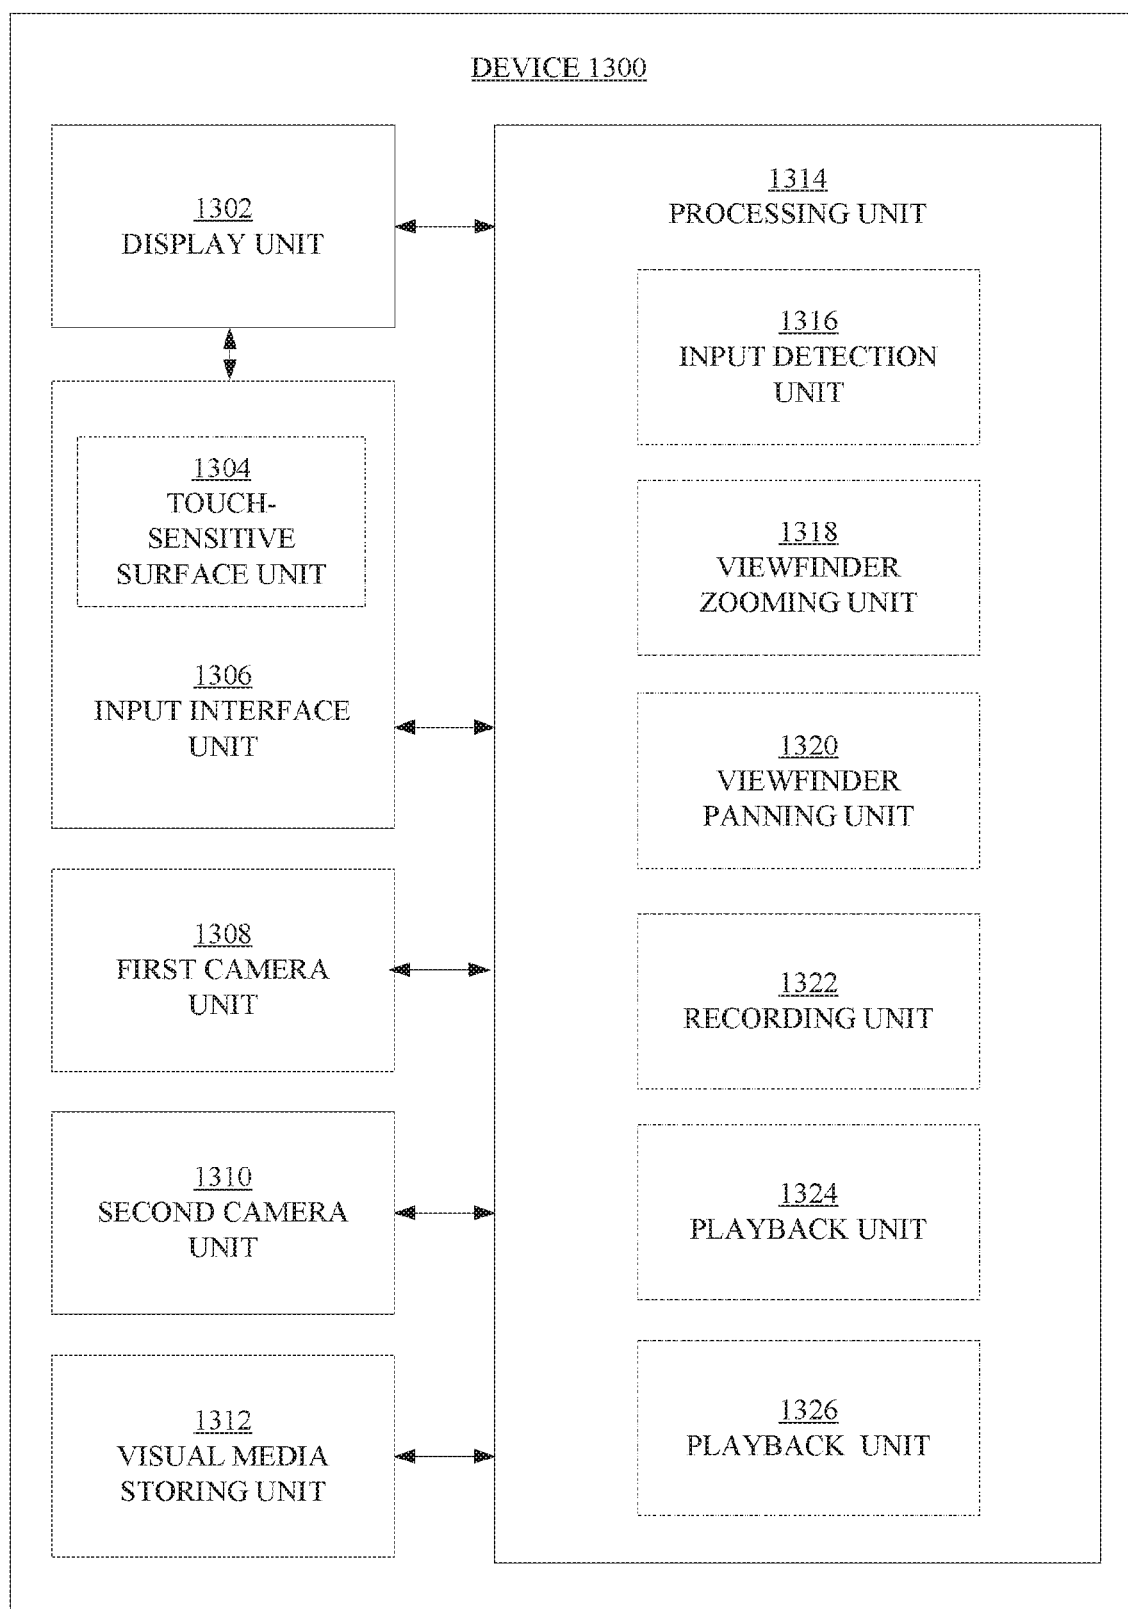 DEVICE 1300
1302
DISPLAY UNIT
1304
TOUCH-
SENSITIVE
SURFACE UNIT
1306
INPUT INTERFACE
UNIT
1308
FIRST CAMERA
UNIT
1310
SECOND CAMERA
UNIT
1312
VISUAL MEDIA
STORING UNIT
1314
PROCESSING UNIT
1316
INPUT DETECTION
UNIT
1318
VIEWFINDER
ZOOMING UNIT
1320
VIEWFINDER
PANNING UNIT
1322
RECORDING UNIT
1324
PLAYBACK UNIT
1326
PLAYBACK UNIT